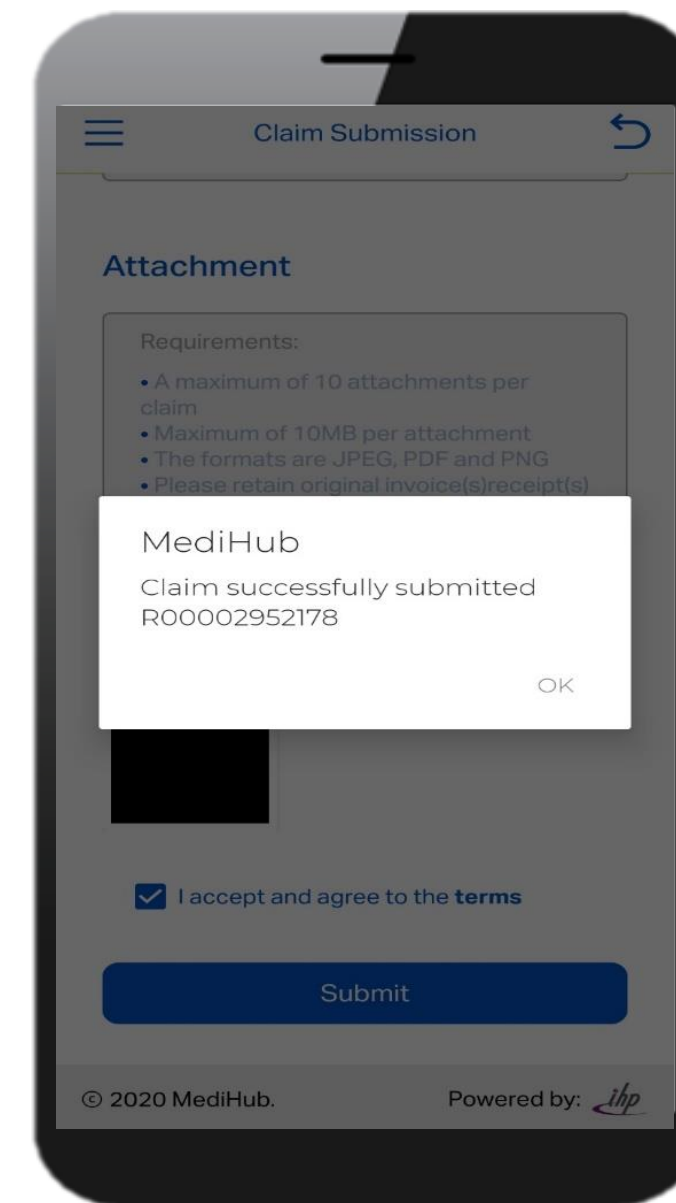 Claim Submission
Attachment
Requirements:
• A maximum of 10 attachments per
claim
• Maximum of 10MB per attachment
• The formats are JPEG, PDF and PNG
• Please retain original invoice(s)receipt(s)
MediHub
Claim successfully submitted
R00002952178
OK
I accept and agree to the terms
Submit
© 2020 MediHub. Powered by: ihp